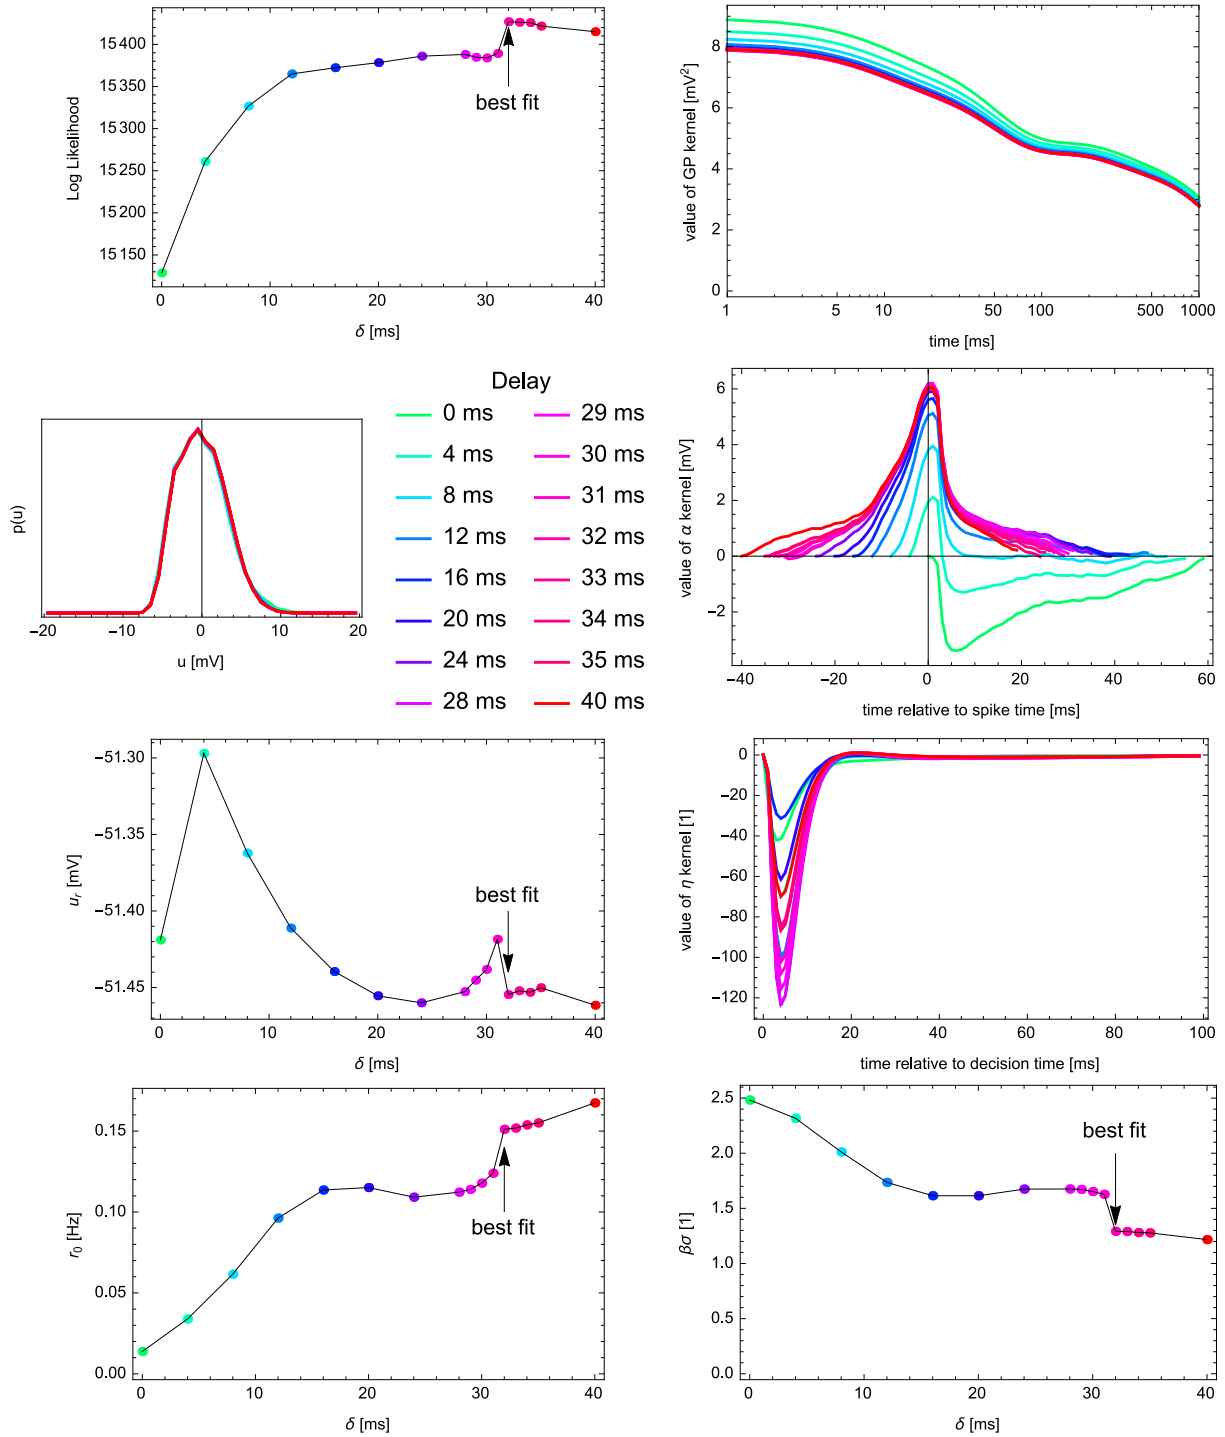 15400
15350
15300
15250
15200
15150
Log Likelihood
best fit
0 10 20 30 40
δ [ms]
8
6
4
2
0
value of GP kernel [mV²]
1 5 10 50 100 500 1000
time [ms]
p(u)
−20 −10 0 10 20
u [mV]
Delay
0 ms 29 ms
4 ms 30 ms
8 ms 31 ms
12 ms 32 ms
16 ms 33 ms
20 ms 34 ms
24 ms 35 ms
28 ms 40 ms
6
4
2
0
−2
value of α kernel [mV]
−40 −20 0 20 40 60
time relative to spike time [ms]
−51.30
−51.35
−51.40
−51.45
u_r [mV]
best fit
0 10 20 30 40
δ [ms]
0
−20
−40
−60
−80
−100
−120
value of η kernel [1]
0 20 40 60 80 100
time relative to decision time [ms]
0.15
0.10
0.05
0.00
r₀ [Hz]
best fit
0 10 20 30 40
δ [ms]
2.5
2.0
1.5
1.0
0.5
0.0
βσ [1]
best fit
0 10 20 30 40
δ [ms]